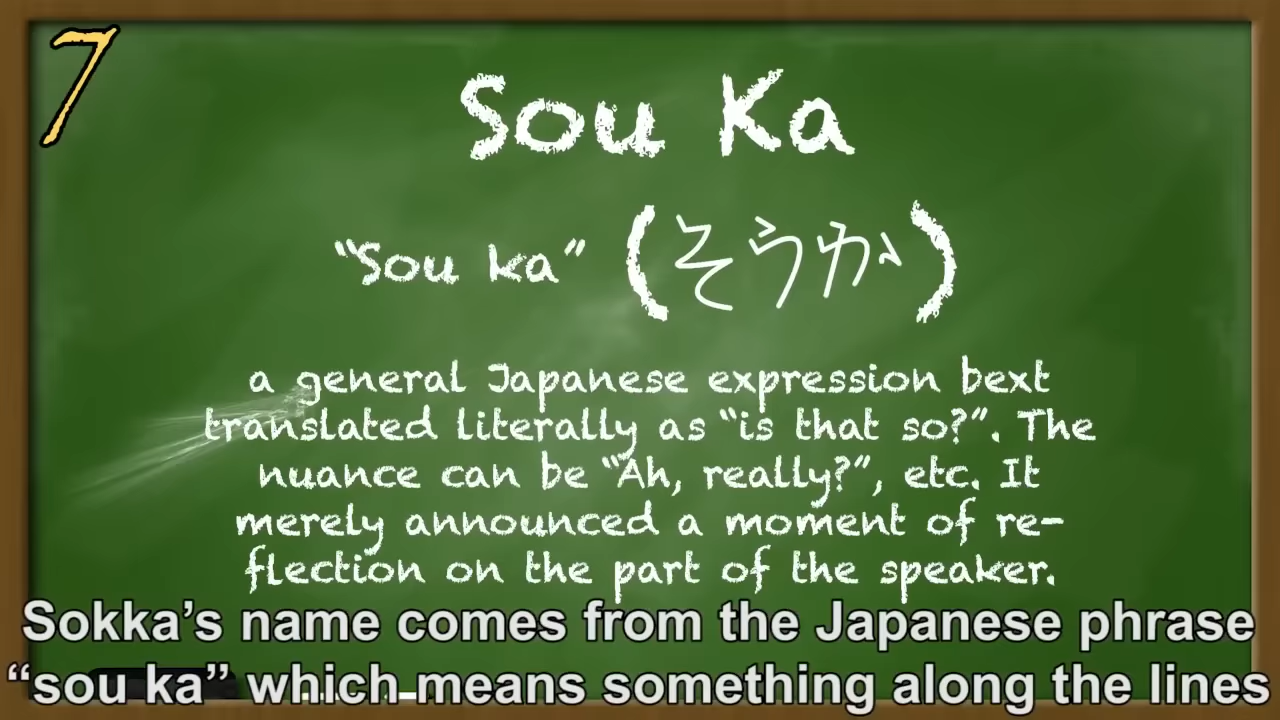 7
Sou Ka
“Sou ka” (そうか)
a general Japanese expression bext
translated literally as “is that so?”. The
nuance can be “Ah, really?”, etc. It
merely announced a moment of re-
flection on the part of the speaker.
Sokka’s name comes from the Japanese phrase
“sou ka” which means something along the lines